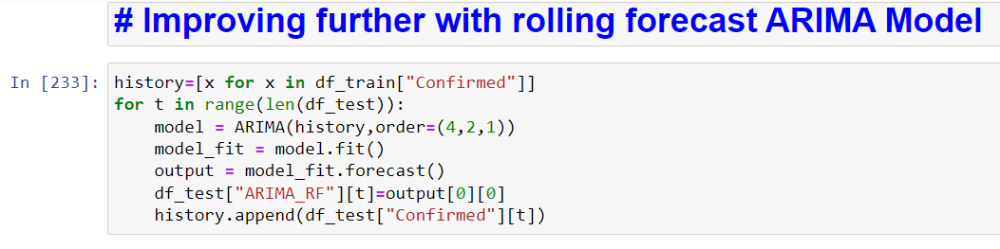 # Improving further with rolling forecast ARIMA Model
In [233]: history=[x for x in df_train["Confirmed"]]
for t in range(len(df_test)):
    model = ARIMA(history,order=(4,2,1))
    model_fit = model.fit()
    output = model_fit.forecast()
    df_test["ARIMA_RF"][t]=output[0][0]
    history.append(df_test["Confirmed"][t])